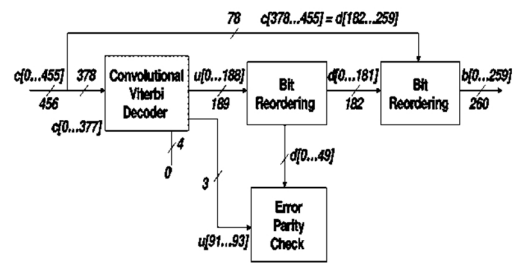 78
c[378...455] = d[182...259]
c[0...455]
456
378
c[0...377]
Convolutional
Viterbi
Decoder
4
0
u[0...188]
189
Bit
Reordering
d[0...181]
182
Bit
Reordering
b[0...259]
260
d[0...49]
3
u[91...93]
Error
Parity
Check